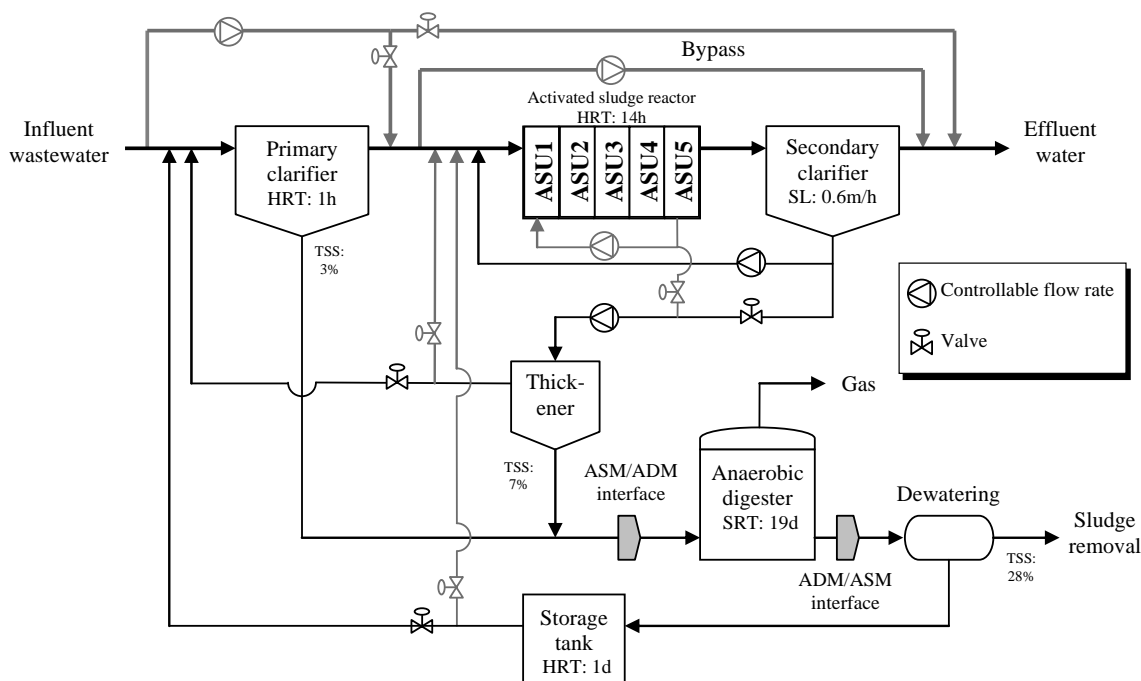 Bypass
Activated sludge reactor
HRT: 14h
Influent
wastewater
Primary
clarifier
HRT: 1h
ASU1
ASU2
ASU3
ASU4
ASU5
Secondary
clarifier
SL: 0.6m/h
Effluent
water
TSS:
3%
Controllable flow rate
Valve
Thick-
ener
Gas
TSS:
7%
ASM/ADM
interface
Anaerobic
digester
SRT: 19d
Dewatering
Sludge
removal
TSS:
28%
ADM/ASM
interface
Storage
tank
HRT: 1d